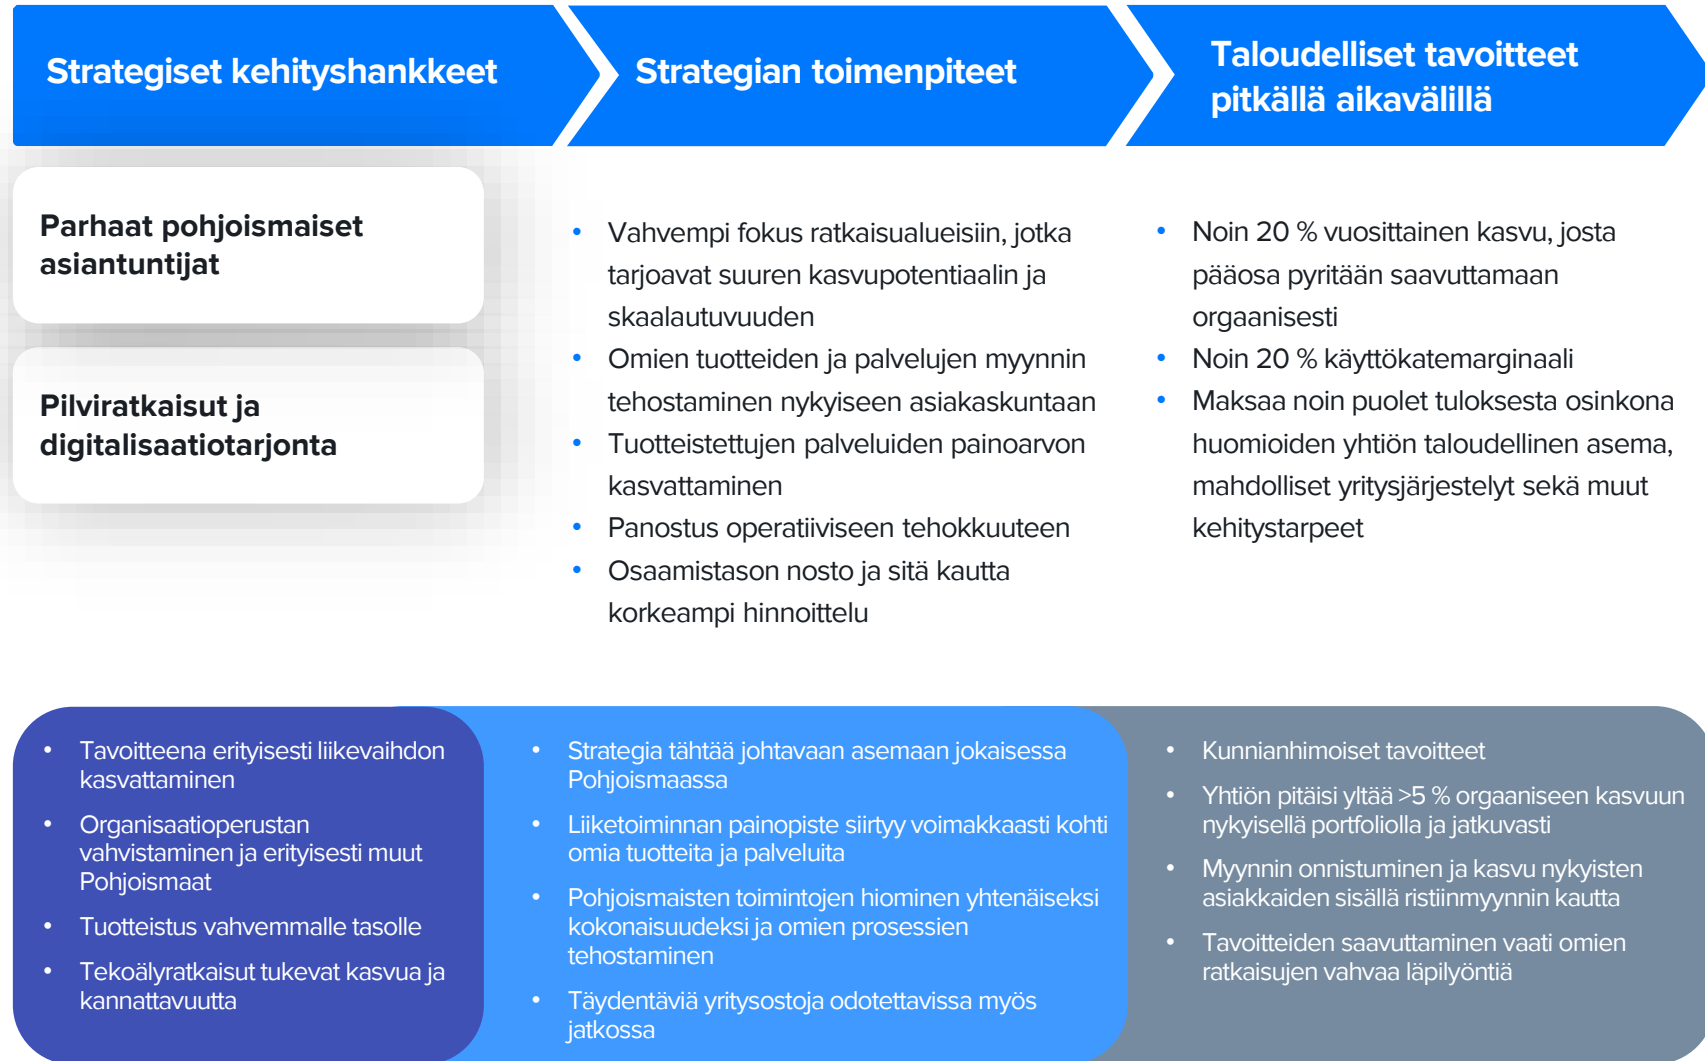 Strategiset kehityshankkeet
Strategian toimenpiteet
Taloudelliset tavoitteet
pitkällä aikavälillä
Parhaat pohjoismaiset
asiantuntijat
Pilviratkaisut ja
digitalisaatiotarjonta
• Vahvempi fokus ratkaisualueisiin, jotka
tarjoavat suuren kasvupotentiaalin ja
skaalautuvuuden
• Omien tuotteiden ja palvelujen myynnin
tehostaminen nykyiseen asiakaskuntaan
• Tuotteistettujen palveluiden painoarvon
kasvattaminen
• Panostus operatiiviseen tehokkuuteen
• Osaamistason nosto ja sitä kautta
korkeampi hinnoittelu
• Noin 20 % vuosittainen kasvu, josta
pääosa pyritään saavuttamaan
orgaanisesti
• Noin 20 % käyttökatemarginaali
• Maksaa noin puolet tuloksesta osinkona
huomioiden yhtiön taloudellinen asema,
mahdolliset yritysjärjestelyt sekä muut
kehitystarpeet
• Tavoitteena erityisesti liikevaihdon
kasvattaminen
• Organisaatioperustan
vahvistaminen ja erityisesti muut
Pohjoismaat
• Tuotteistus vahvemmalle tasolle
• Tekoälyratkaisut tukevat kasvua ja
kannattavuutta
• Strategia tähtää johtavaan asemaan jokaisessa
Pohjoismaassa
• Liiketoiminnan painopiste siirtyy voimakkaasti kohti
omia tuotteita ja palveluita
• Pohjoismaisten toimintojen hiominen yhtenäiseksi
kokonaisuudeksi ja omien prosessien
tehostaminen
• Täydentäviä yritysostoja odotettavissa myös
jatkossa
• Kunnianhimoiset tavoitteet
• Yhtiön pitäisi yltää >5 % orgaaniseen kasvuun
nykyisellä portfoliolla ja jatkuvasti
• Myynnin onnistuminen ja kasvu nykyisten
asiakkaiden sisällä ristiinmyynnin kautta
• Tavoitteiden saavuttaminen vaati omien
ratkaisujen vahvaa läpilyöntiä